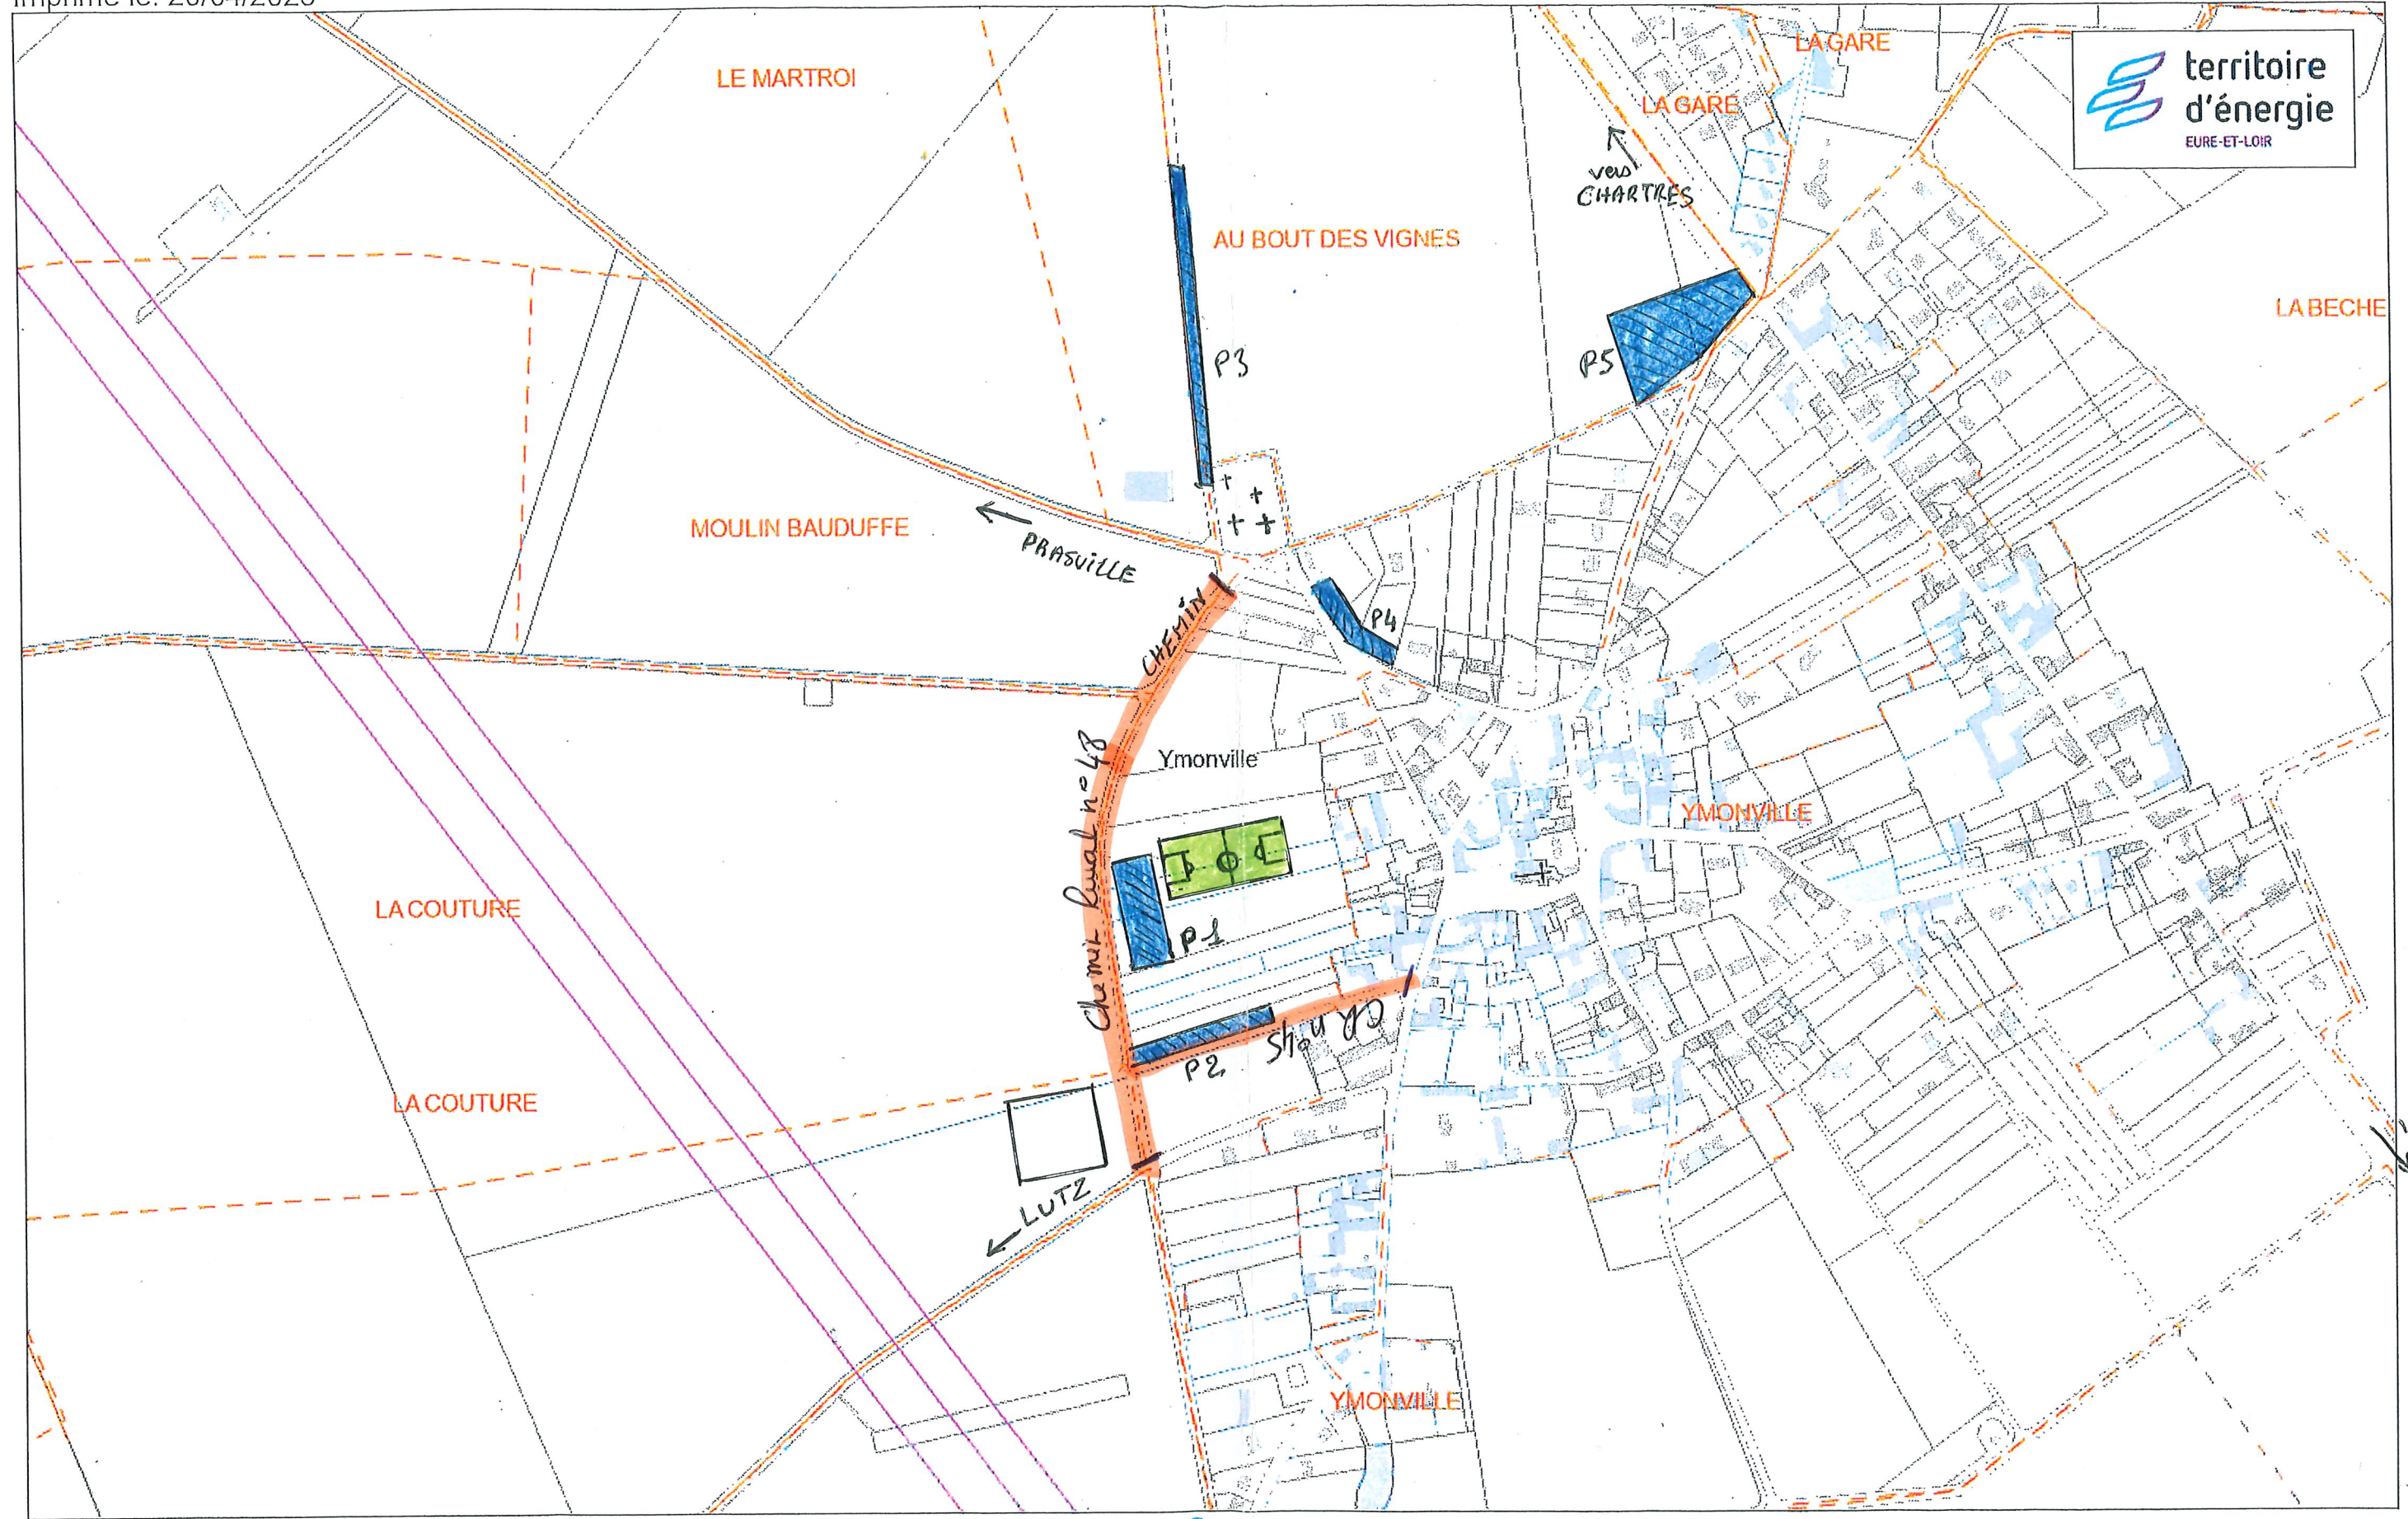 LE MARTROI
LA GARE
LA GARE
territoire
d'énergie
EURE-ET-LOIR
vers
CHARTRES
AU BOUT DES VIGNES
LA BECHE
P3
P5
MOULIN BAUDUFFE
PRASVILLE
CHEMIN
P4
Chemin Rural n° 48
Ymonville
YMONVILLE
LA COUTURE
P1
CR n° 45
P2
LA COUTURE
LUTZ
YMONVILLE